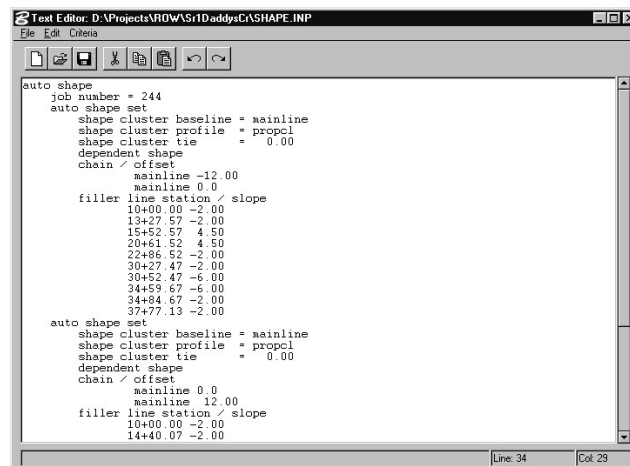 Text Editor: D:\Projects\ROW\Sr1DaddysCr\SHAPE.INP
File Edit Criteria
auto shape
job number = 244
auto shape set
shape cluster baseline = mainline
shape cluster profile = propcl
shape cluster tie = 0.00
dependent shape
chain / offset
mainline -12.00
mainline 0.0
filler line station / slope
10+00.00 -2.00
13+27.57 -2.00
15+52.57 4.50
20+61.52 4.50
22+86.52 -2.00
30+27.47 -2.00
30+52.47 -6.00
34+59.67 -6.00
34+84.67 -2.00
37+77.13 -2.00
auto shape set
shape cluster baseline = mainline
shape cluster profile = propcl
shape cluster tie = 0.00
dependent shape
chain / offset
mainline 0.0
mainline 12.00
filler line station / slope
10+00.00 -2.00
14+40.07 -2.00
Line: 34
Col: 29